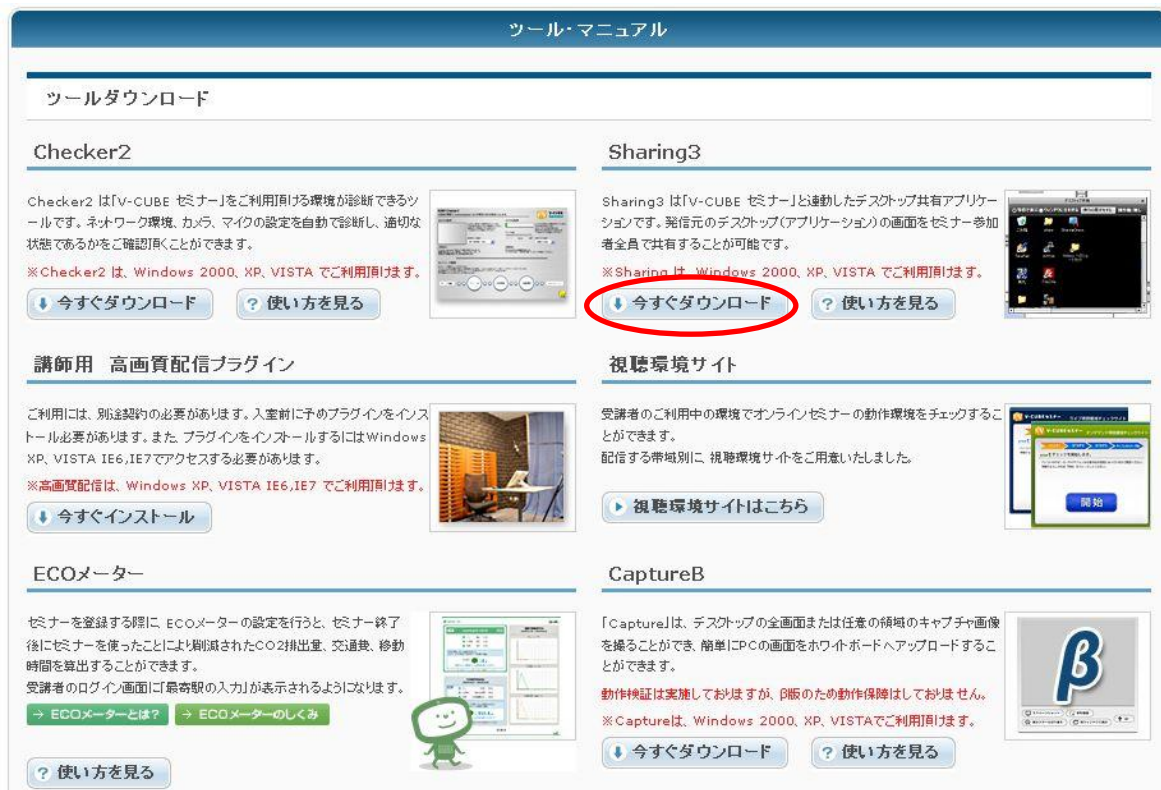 ツール・マニュアル
ツールダウンロード
Checker2
Checker2 は「V-CUBE セミナー」をご利用頂ける環境が診断できるツ
ールです。ネットワーク環境、カメラ、マイクの設定を自動で診断し、適切な
状態であるかをご確認頂くことができます。
※Checker2 は、Windows 2000、XP、VISTA でご利用頂けます。
今すぐダウンロード
? 使い方を見る
Sharing3
Sharing3 は「V-CUBE セミナー」と連動したデスクトップ共有アプリケー
ションです。発信元のデスクトップ(アプリケーション)の画面をセミナー参加
者全員で共有することが可能です。
※Sharing は、Windows 2000、XP、VISTA でご利用頂けます。
今すぐダウンロード
? 使い方を見る
講師用 高画質配信プラグイン
ご利用には、別途契約の必要があります。入室前に予めプラグインをインス
トール必要があります。また、プラグインをインストールするにはWindows
XP、VISTA IE6,IE7でアクセスする必要があります。
※高画質配信は、Windows XP、VISTA IE6,IE7 でご利用頂けます。
今すぐインストール
視聴環境サイト
受講者のご利用中の環境でオンラインセミナーの動作環境をチェックするこ
とができます。
配信する帯域別に 視聴環境サイトをご用意いたしました。
視聴環境サイトはこちら
V-CUBEセミナー
開始
ECOメーター
セミナーを登録する際に ECOメーターの設定を行うと、セミナー終了
後にセミナーを使ったことにより削減されたCO2排出量、交通費、移動
時間を算出することができます。
受講者のログイン画面に「最寄駅の入力」が表示されるようになります。
→ ECOメーターとは?
→ ECOメーターのしくみ
? 使い方を見る
CaptureB
「Capture」は、デスクトップの全画面または任意の領域のキャプチャ画像
を撮ることができ、簡単にPCの画面をホワイトボードへアップロードするこ
とができます。
動作検証は実施しておりますが、β版のため動作保障はしておりません。
※Captureは、Windows 2000、XP、VISTAでご利用頂けます。
今すぐダウンロード
? 使い方を見る
β